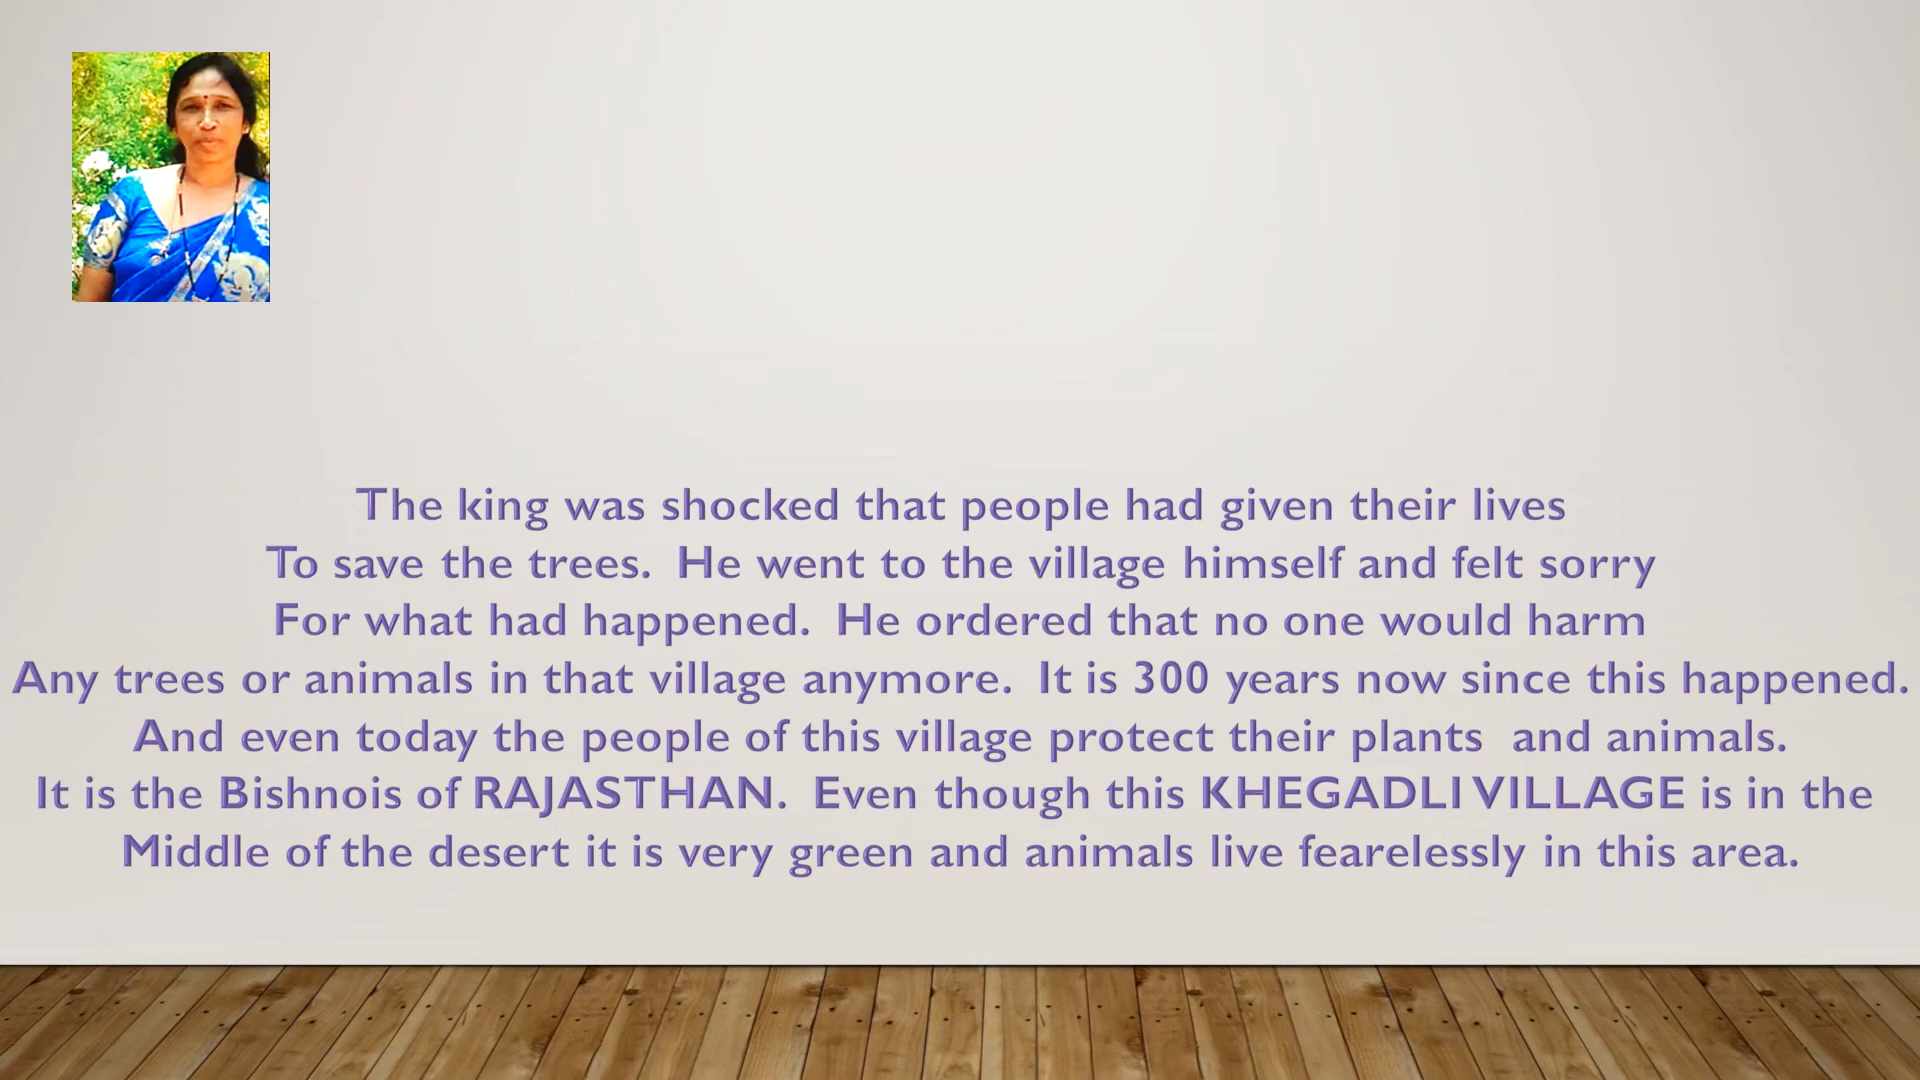 The king was shocked that people had given their lives
To save the trees.  He went to the village himself and felt sorry
For what had happened.  He ordered that no one would harm
Any trees or animals in that village anymore.  It is 300 years now since this happened.
And even today the people of this village protect their plants  and animals.
It is the Bishnois of RAJASTHAN.  Even though this KHEGADLI VILLAGE is in the
Middle of the desert it is very green and animals live fearelessly in this area.